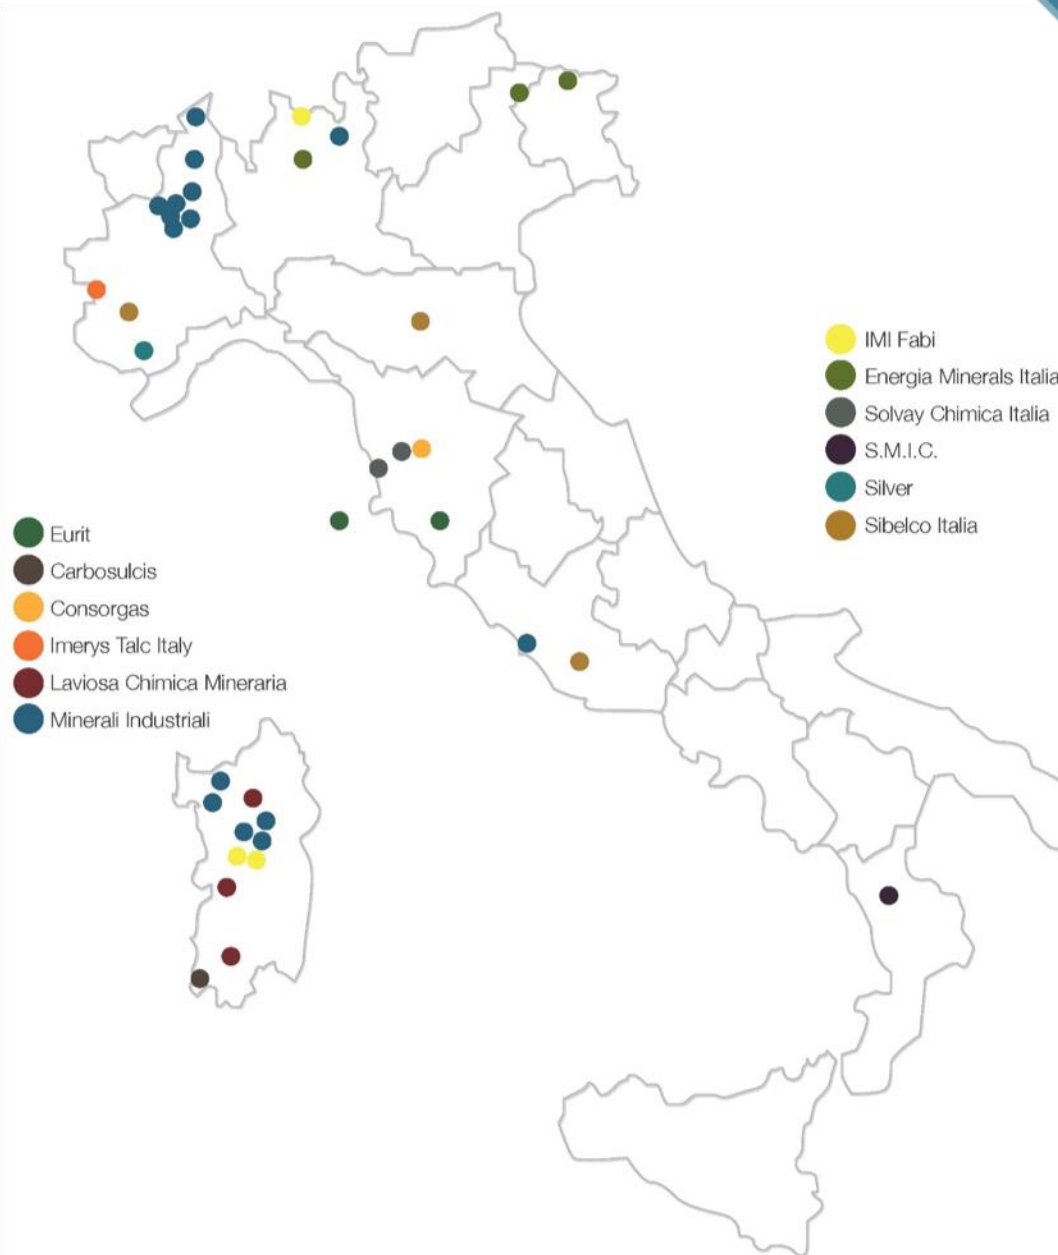 IMI Fabi
Energia Minerals Italia
Solvay Chimica Italia
S.M.I.C.
Silver
Sibelco Italia
Eurit
Carbosulcis
Consorgas
Imerys Talc Italy
Laviosa Chimica Mineraria
Minerali Industriali